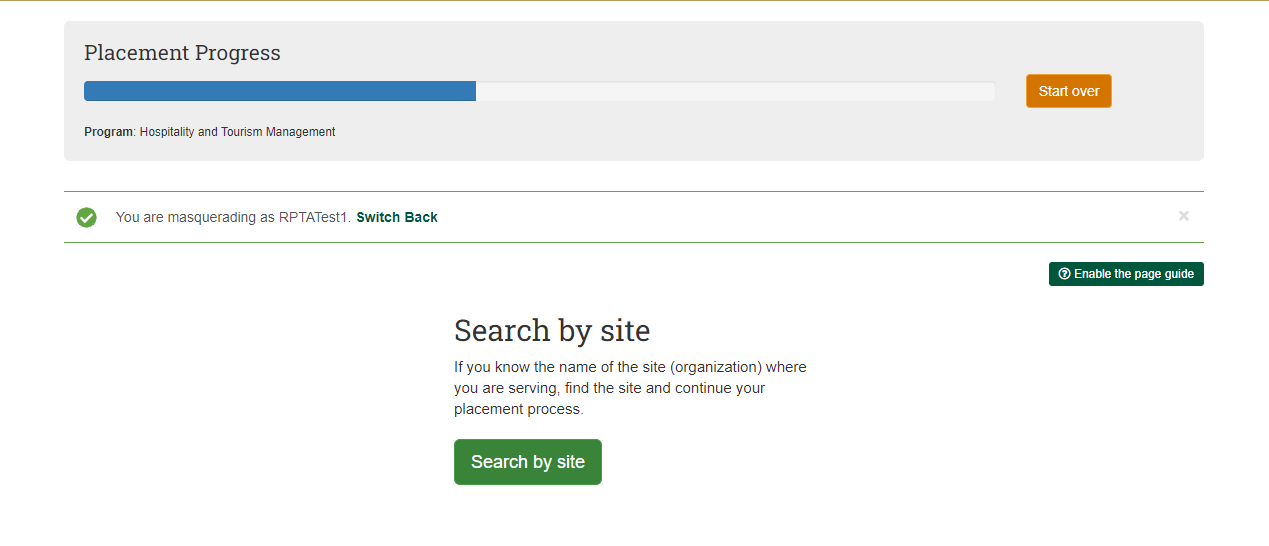 Placement Progress
Start over
Program: Hospitality and Tourism Management
You are masquerading as RPTATest1. Switch Back
×
Enable the page guide
Search by site
If you know the name of the site (organization) where
you are serving, find the site and continue your
placement process.
Search by site